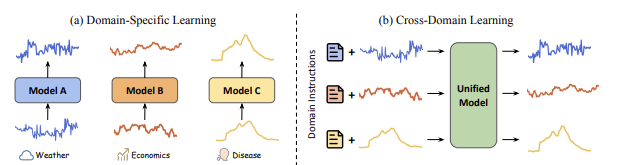 (a) Domain-Specific Learning
Model A
Model B
Model C
Weather
Economics
Disease
(b) Cross-Domain Learning
Domain Instructions
+
+
+
Unified
Model